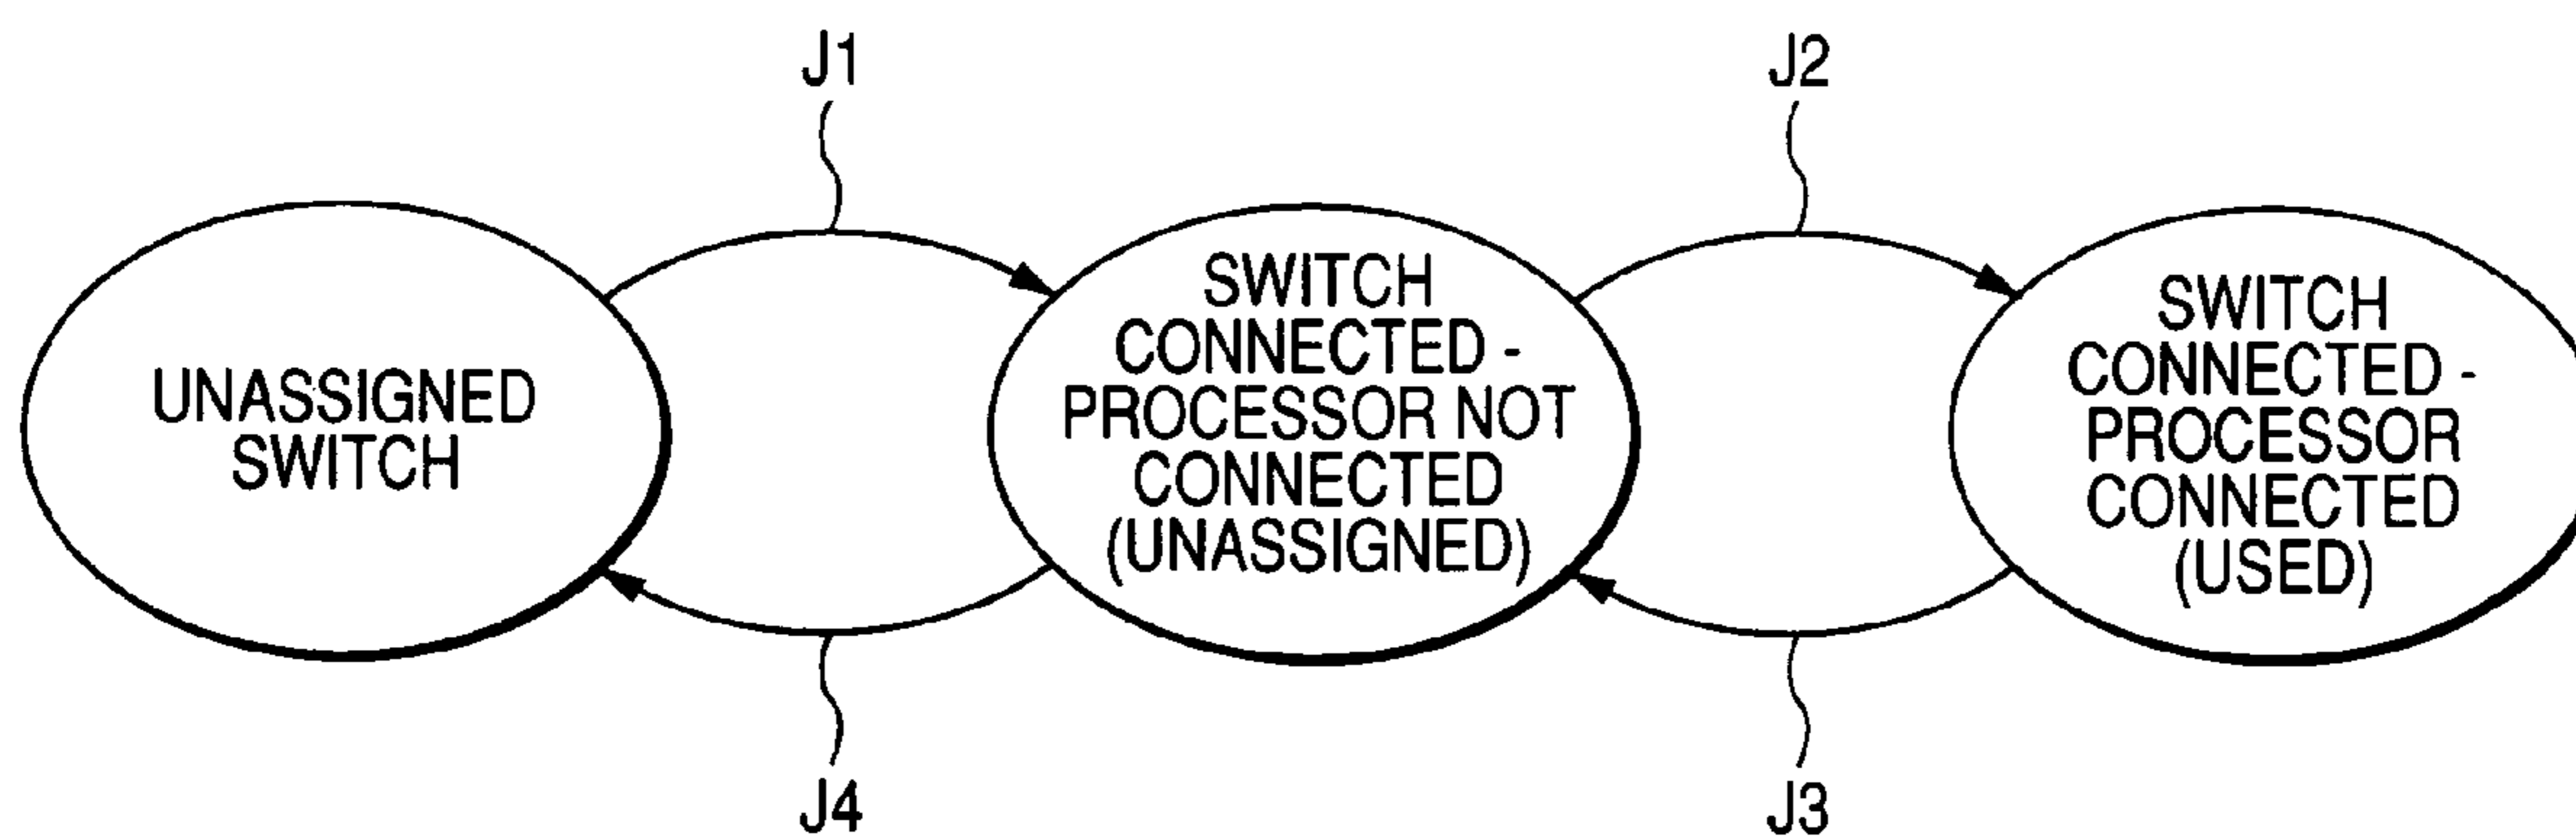 J1
J2
UNASSIGNED
SWITCH
SWITCH
CONNECTED -
PROCESSOR NOT
CONNECTED
(UNASSIGNED)
SWITCH
CONNECTED -
PROCESSOR
CONNECTED
(USED)
J4
J3